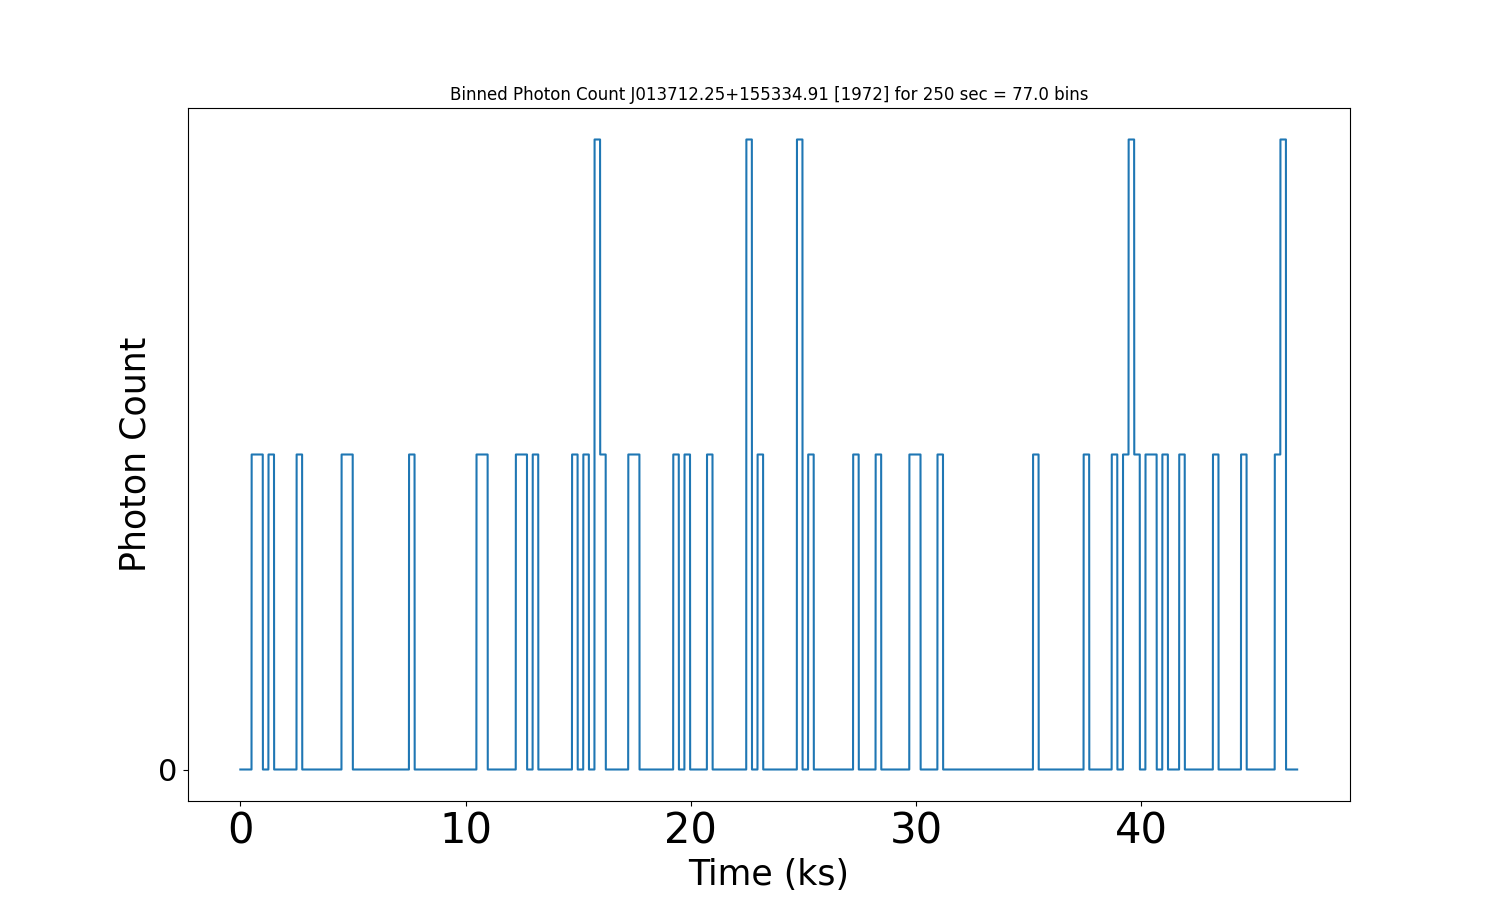 Binned Photon Count J013712.25+155334.91 [1972] for 250 sec = 77.0 bins
Photon Count
0
0 10 20 30 40
Time (ks)